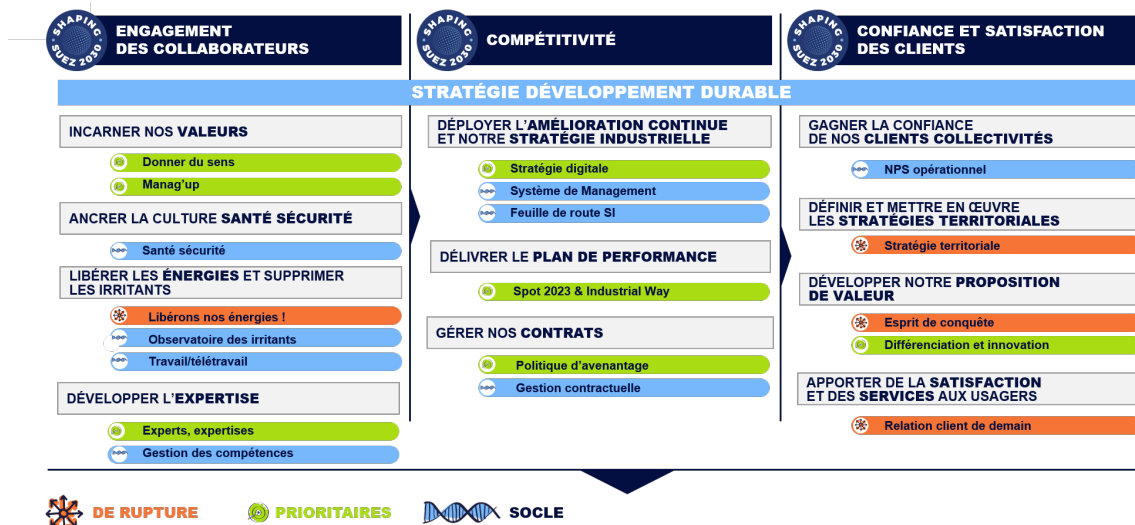 SHAPING
SUEZ 2030
ENGAGEMENT
DES COLLABORATEURS
SHAPING
SUEZ 2030
COMPÉTITIVITÉ
SHAPING
SUEZ 2030
CONFIANCE ET SATISFACTION
DES CLIENTS
STRATÉGIE DÉVELOPPEMENT DURABLE
INCARNER NOS VALEURS
Donner du sens
Manag'up
ANCRER LA CULTURE SANTÉ SÉCURITÉ
Santé sécurité
LIBÉRER LES ÉNERGIES ET SUPPRIMER
LES IRRITANTS
Libérons nos énergies !
Observatoire des irritants
Travail/télétravail
DÉVELOPPER L'EXPERTISE
Experts, expertises
Gestion des compétences
DÉPLOYER L'AMÉLIORATION CONTINUE
ET NOTRE STRATÉGIE INDUSTRIELLE
Stratégie digitale
Système de Management
Feuille de route SI
DÉLIVRER LE PLAN DE PERFORMANCE
Spot 2023 & Industrial Way
GÉRER NOS CONTRATS
Politique d'avenantage
Gestion contractuelle
GAGNER LA CONFIANCE
DE NOS CLIENTS COLLECTIVITÉS
NPS opérationnel
DÉFINIR ET METTRE EN ŒUVRE
LES STRATÉGIES TERRITORIALES
Stratégie territoriale
DÉVELOPPER NOTRE PROPOSITION
DE VALEUR
Esprit de conquête
Différenciation et innovation
APPORTER DE LA SATISFACTION
ET DES SERVICES AUX USAGERS
Relation client de demain
DE RUPTURE
PRIORITAIRES
SOCLE